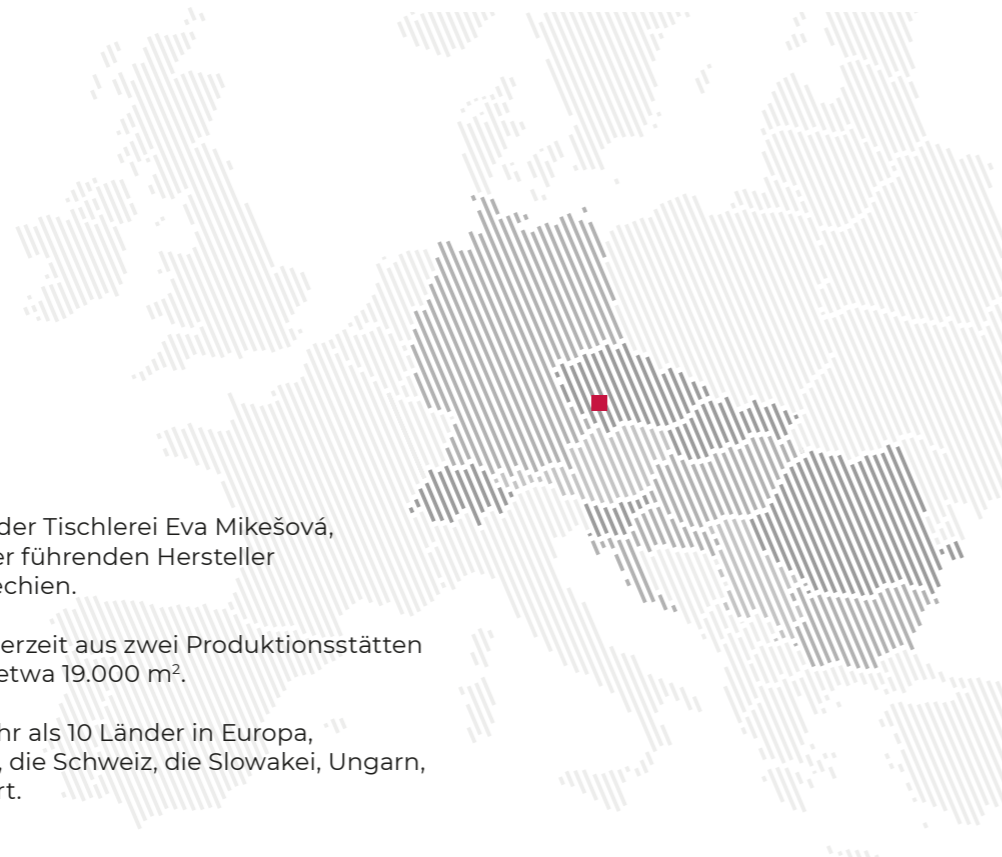 der Tischlerei Eva Mikešová,
er führenden Hersteller
echien.
erzeit aus zwei Produktionsstätten
etwa 19.000 m².
hr als 10 Länder in Europa,
, die Schweiz, die Slowakei, Ungarn,
rt.